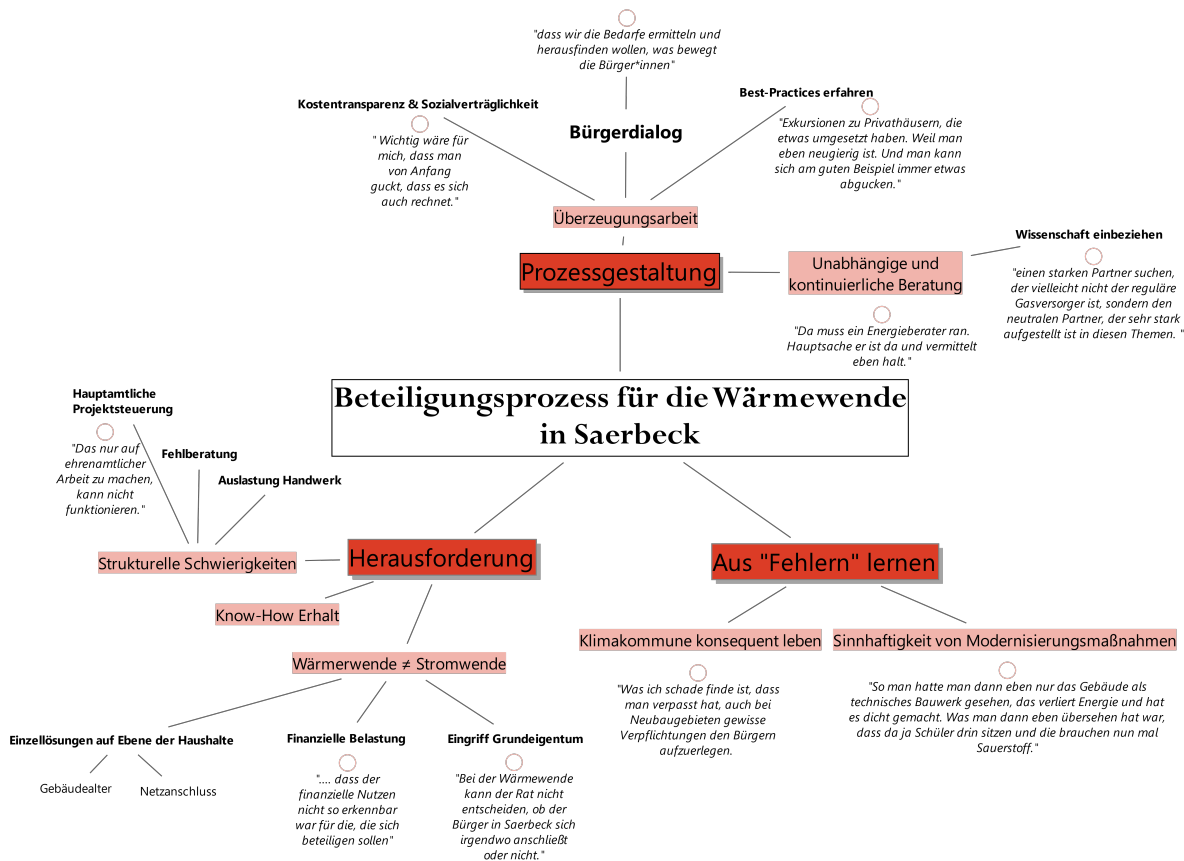 "dass wir die Bedarfe ermitteln und
herausfinden wollen, was bewegt
die Bürger*innen"
Kostentransparenz & Sozialverträglichkeit
" Wichtig wäre für
mich, dass man
von Anfang
guckt, dass es sich
auch rechnet."
Bürgerdialog
Best-Practices erfahren
"Exkursionen zu Privathäusern, die
etwas umgesetzt haben. Weil man
eben neugierig ist. Und man kann
sich am guten Beispiel immer etwas
abgucken."
Überzeugungsarbeit
Prozessgestaltung
Unabhängige und
kontinuierliche Beratung
"Da muss ein Energieberater ran.
Hauptsache er ist da und vermittelt
eben halt."
Wissenschaft einbeziehen
"einen starken Partner suchen,
der vielleicht nicht der reguläre
Gasversorger ist, sondern den
neutralen Partner, der sehr stark
aufgestellt ist in diesen Themen. "
Beteiligungsprozess für die Wärmewende
in Saerbeck
Hauptamtliche
Projektsteuerung
"Das nur auf
ehrenamtlicher
Arbeit zu machen,
kann nicht
funktionieren."
Fehlberatung
Auslastung Handwerk
Strukturelle Schwierigkeiten
Herausforderung
Know-How Erhalt
Wärmerwende ≠ Stromwende
Einzellösungen auf Ebene der Haushalte
Gebäudealter
Netzanschluss
Finanzielle Belastung
".... dass der
finanzielle Nutzen
nicht so erkennbar
war für die, die sich
beteiligen sollen"
Eingriff Grundeigentum
"Bei der Wärmewende
kann der Rat nicht
entscheiden, ob der
Bürger in Saerbeck sich
irgendwo anschließt
oder nicht."
Aus "Fehlern" lernen
Klimakommune konsequent leben
"Was ich schade finde ist, dass
man verpasst hat, auch bei
Neubaugebieten gewisse
Verpflichtungen den Bürgern
aufzuerlegen.
Sinnhaftigkeit von Modernisierungsmaßnahmen
"So man hatte man dann eben nur das Gebäude als
technisches Bauwerk gesehen, das verliert Energie und hat
es dicht gemacht. Was man dann eben übersehen hat war,
dass da ja Schüler drin sitzen und die brauchen nun mal
Sauerstoff."